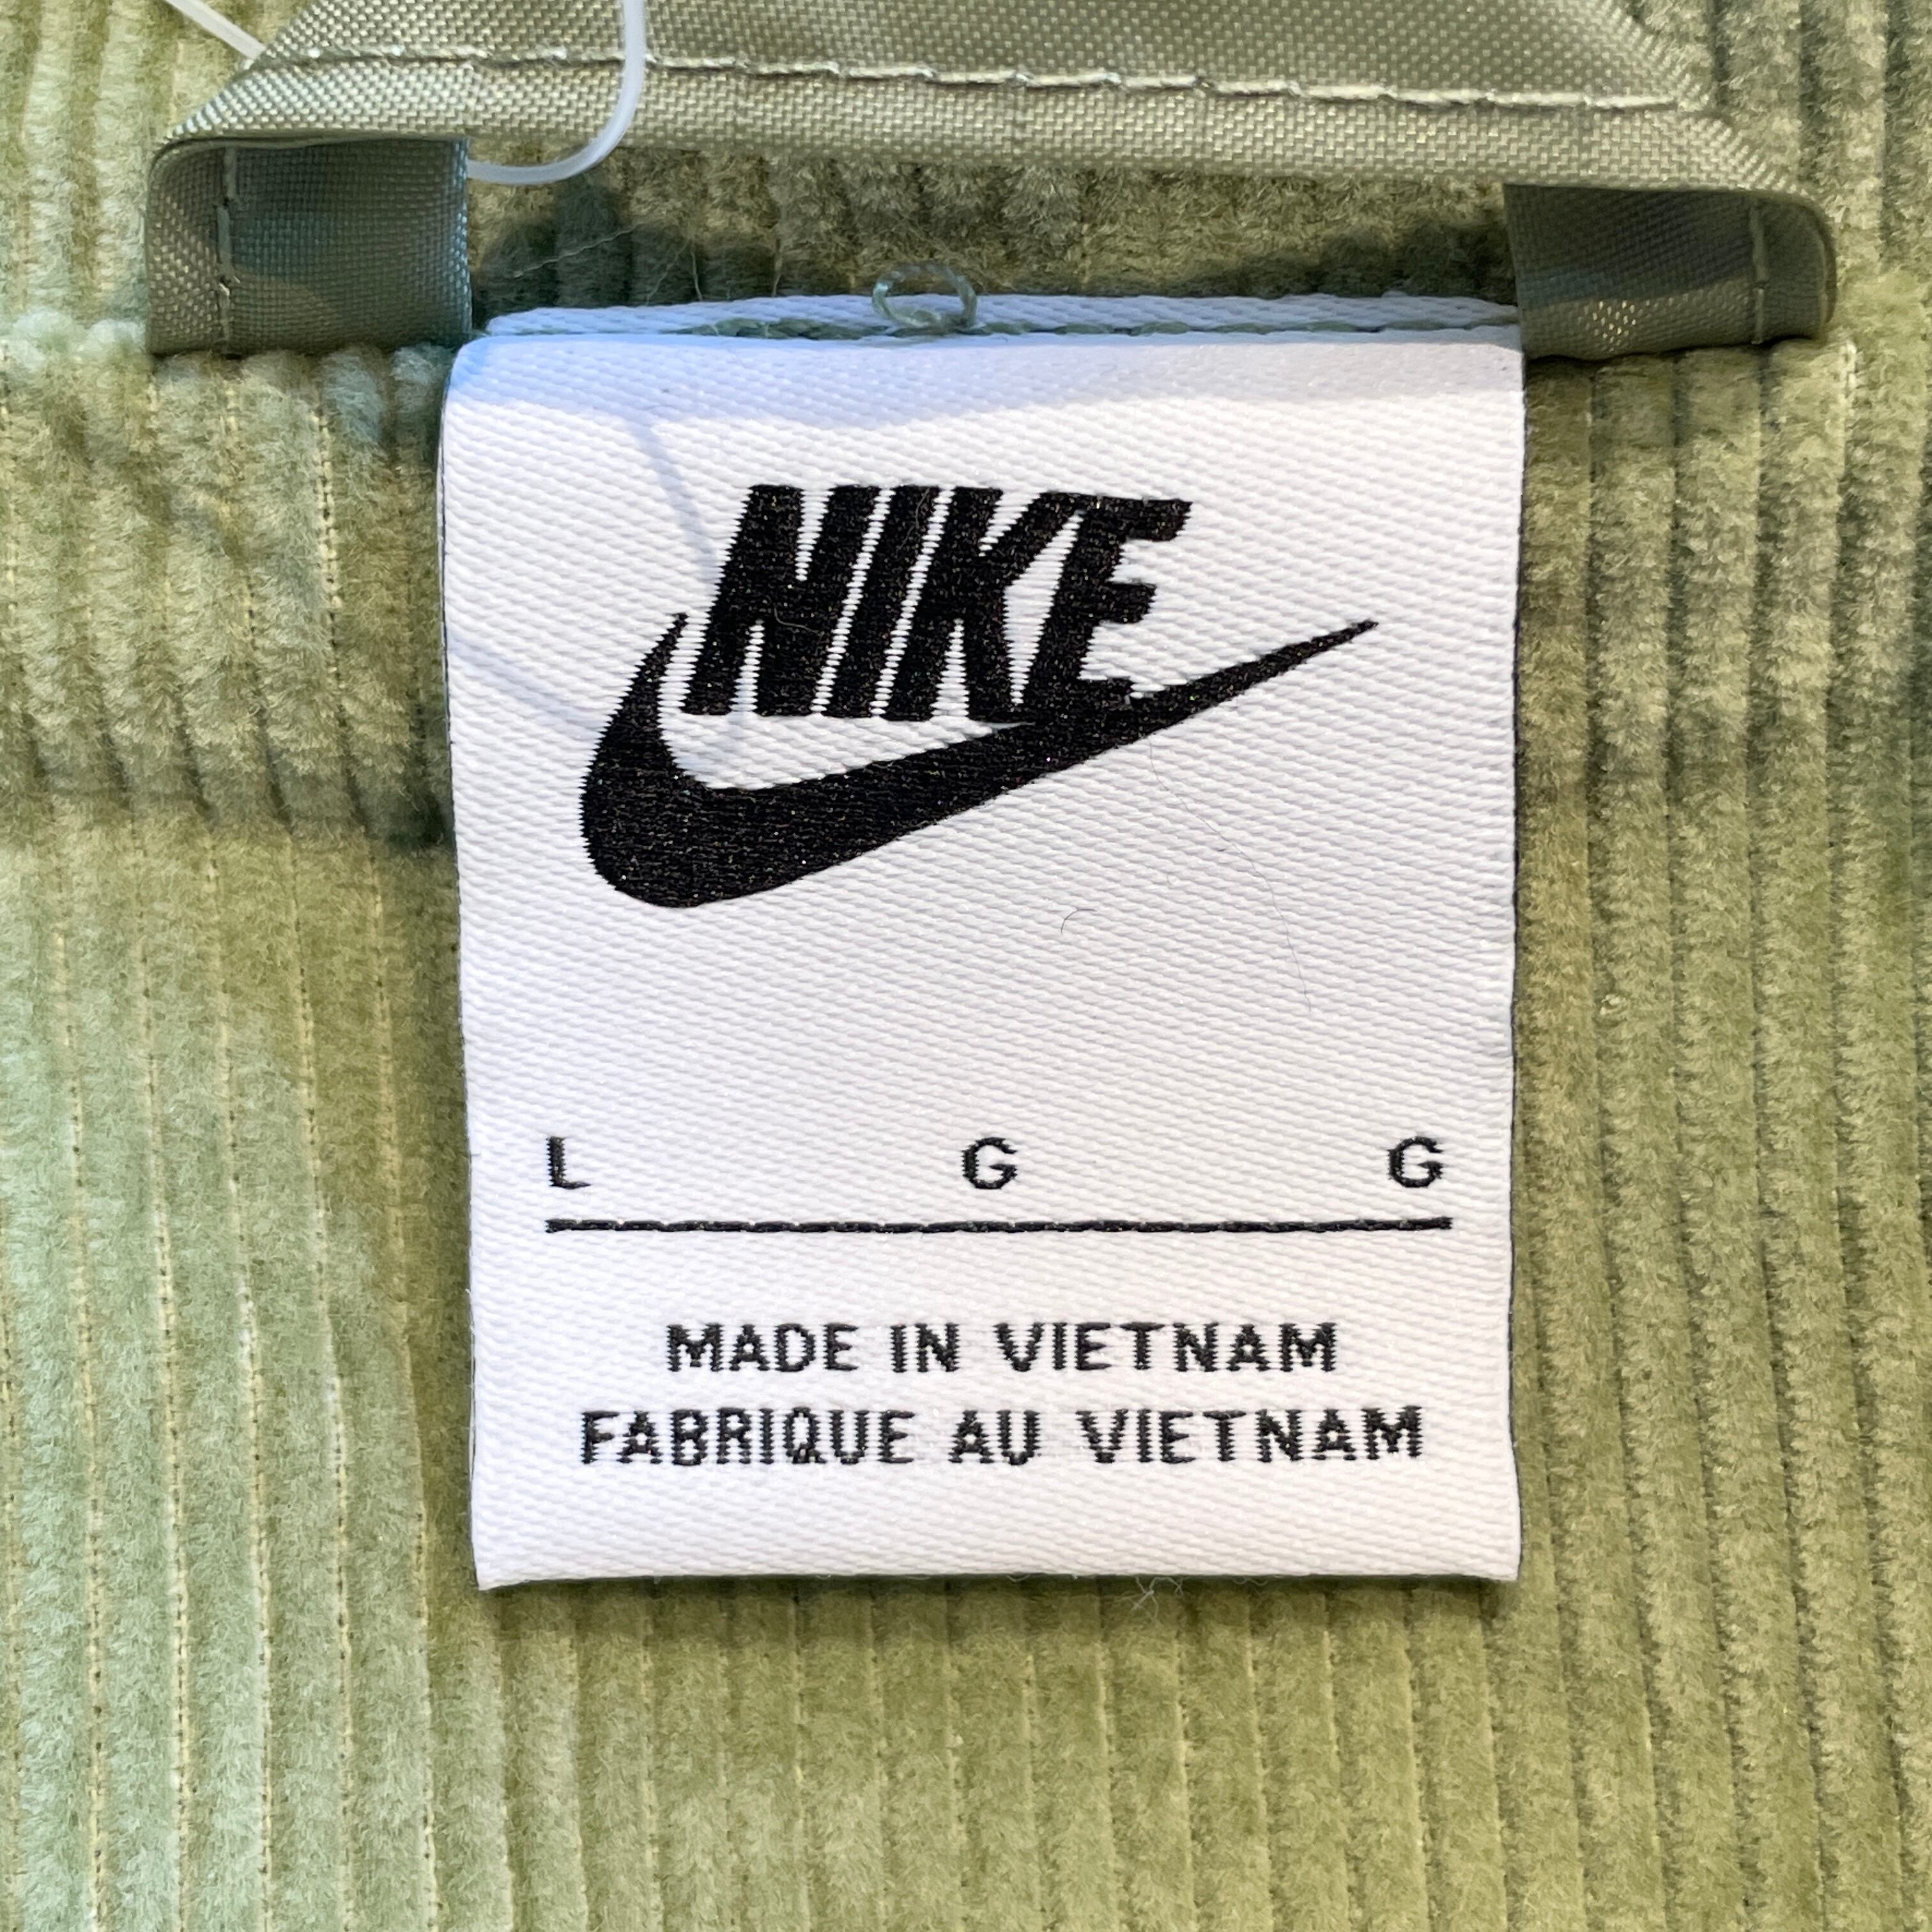 NIKE
L G G
MADE IN VIETNAM
FABRIQUE AU VIETNAM